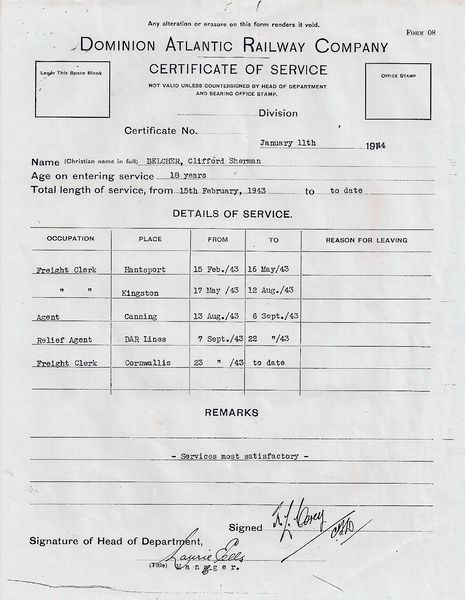 Any alteration or erasure on this form renders it void.
FORM 08
DOMINION ATLANTIC RAILWAY COMPANY
Leave This Space Blank
CERTIFICATE OF SERVICE
OFFICE STAMP
NOT VALID UNLESS COUNTERSIGNED BY HEAD OF DEPARTMENT
AND BEARING OFFICE STAMP.
Division
Certificate No.
January 11th 1944
Name (Christian name in full) BELCHER, Clifford Sherman
Age on entering service 18 years
Total length of service, from 15th February, 1943 to to date
DETAILS OF SERVICE.
OCCUPATION PLACE FROM TO REASON FOR LEAVING
Freight Clerk Hantsport 15 Feb./43 16 May/43
" " Kingston 17 May /43 12 Aug./43
Agent Canning 13 Aug./43 6 Sept./43
Relief Agent DAR Lines 7 Sept./43 22 "/43
Freight Clerk Cornwallis 23 " /43 to date
REMARKS
- Services most satisfactory -
Signed
Signature of Head of Department,
Laurie Eells
(Title) Manager.